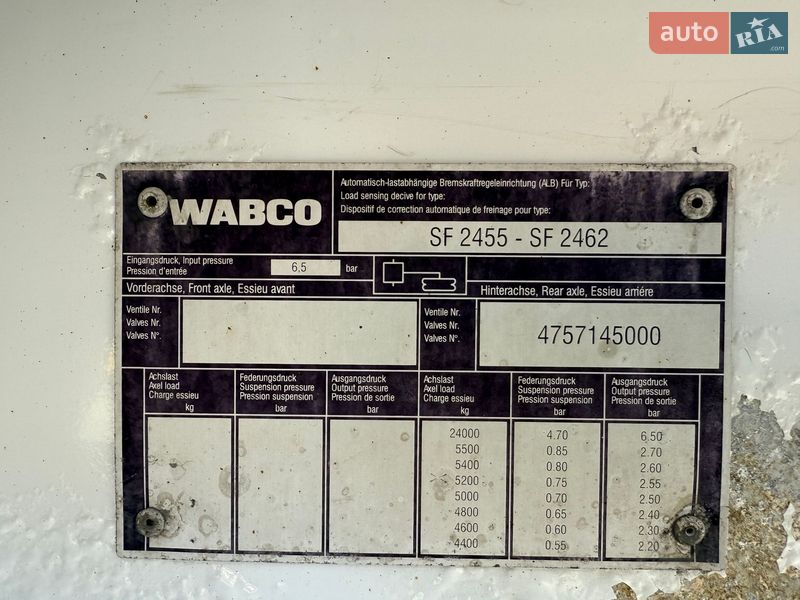 auto RIA .com
WABCO
Automatisch-lastabhängige Bremskraftregeleinrichtung (ALB) Für Typ:
Load sensing decive for type:
Dispositif de correction automatique de freinage pour type:
SF 2455 - SF 2462
Eingangsdruck, Input pressure
Pression d'entrée
6,5 bar
Vorderachse, Front axle, Essieu avant
Hinterachse, Rear axle, Essieu arriére
Ventile Nr.
Valves Nr.
Valves N°.
Ventile Nr.
Valves Nr.
Valves N°.
4757145000
Achslast
Axel load
Charge essieu
kg
Federungsdruck
Suspension pressure
Pression suspension
bar
Ausgangsdruck
Output pressure
Pression de sortie
bar
Achslast
Axel load
Charge essieu
kg
Federungsdruck
Suspension pressure
Pression suspension
bar
Ausgangsdruck
Output pressure
Pression de sortie
bar
24000 4.70 6.50
5500 0.85 2.70
5400 0.80 2.60
5200 0.75 2.55
5000 0.70 2.50
4800 0.65 2.40
4600 0.60 2.30
4400 0.55 2.20